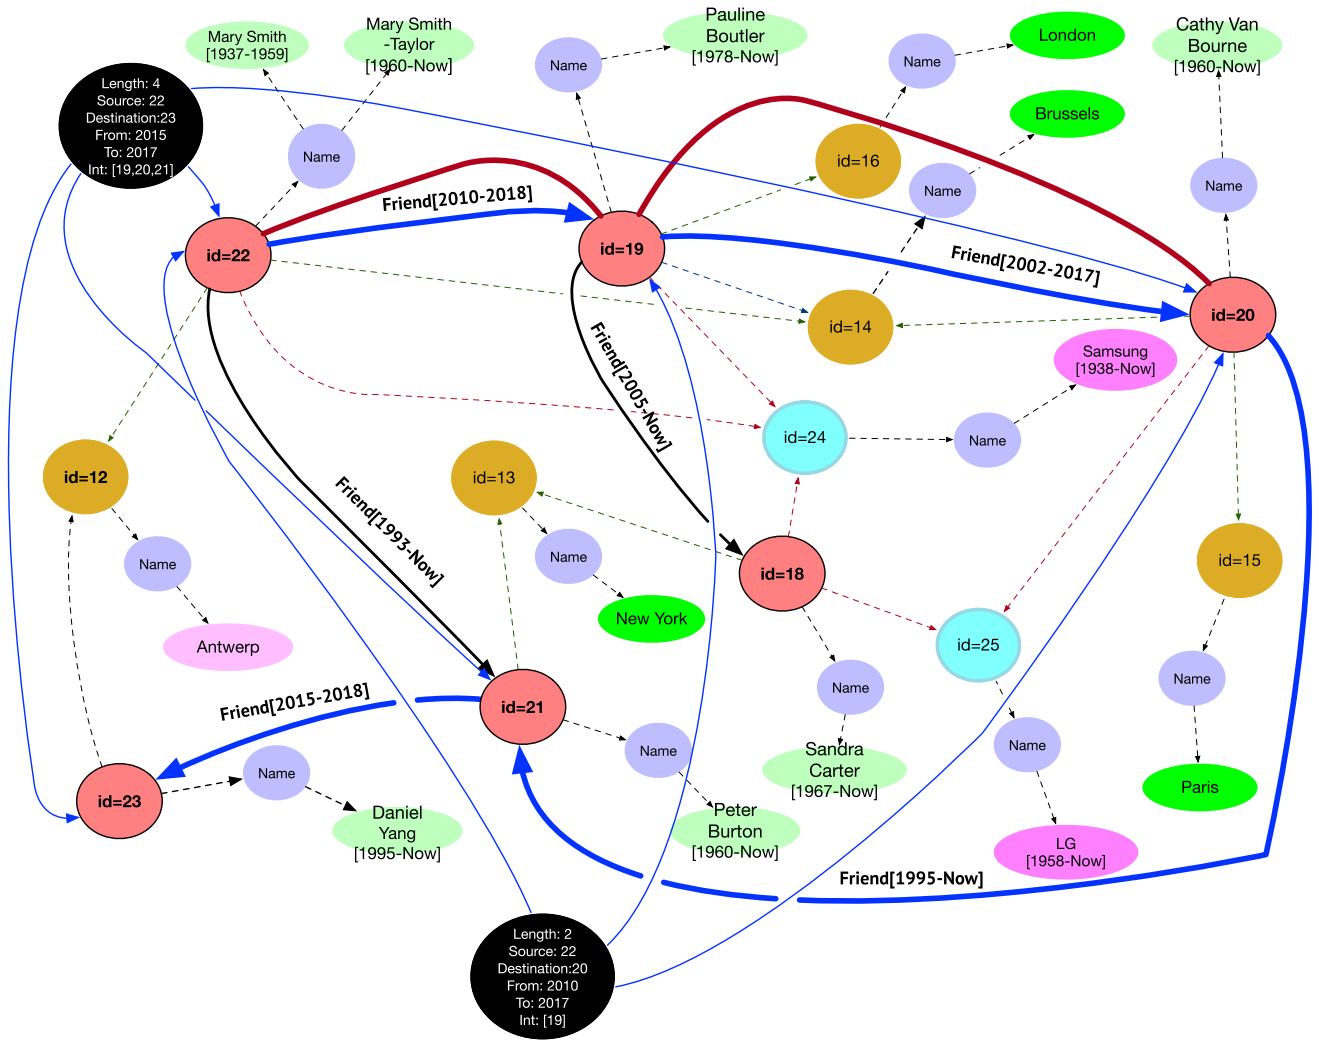 Mary Smith
[1937-1959]
Mary Smith
-Taylor
[1960-Now]
Pauline
Boutler
[1978-Now]
London
Cathy Van
Bourne
[1960-Now]
Name
Name
Length: 4
Source: 22
Destination:23
From: 2015
To: 2017
Int: [19,20,21]
Brussels
Name
id=16
Name
Name
Friend[2010-2018]
id=22
id=19
Friend[2002-2017]
id=20
id=14
Samsung
[1938-Now]
Friend[2005-Now]
id=24
Name
id=12
id=13
Friend[1993-Now]
Name
Name
id=18
id=15
Antwerp
New York
id=25
Name
Name
Friend[2015-2018]
id=21
Name
Name
Name
id=23
Sandra
Carter
[1967-Now]
Paris
Daniel
Yang
[1995-Now]
Peter
Burton
[1960-Now]
LG
[1958-Now]
Friend[1995-Now]
Length: 2
Source: 22
Destination:20
From: 2010
To: 2017
Int: [19]